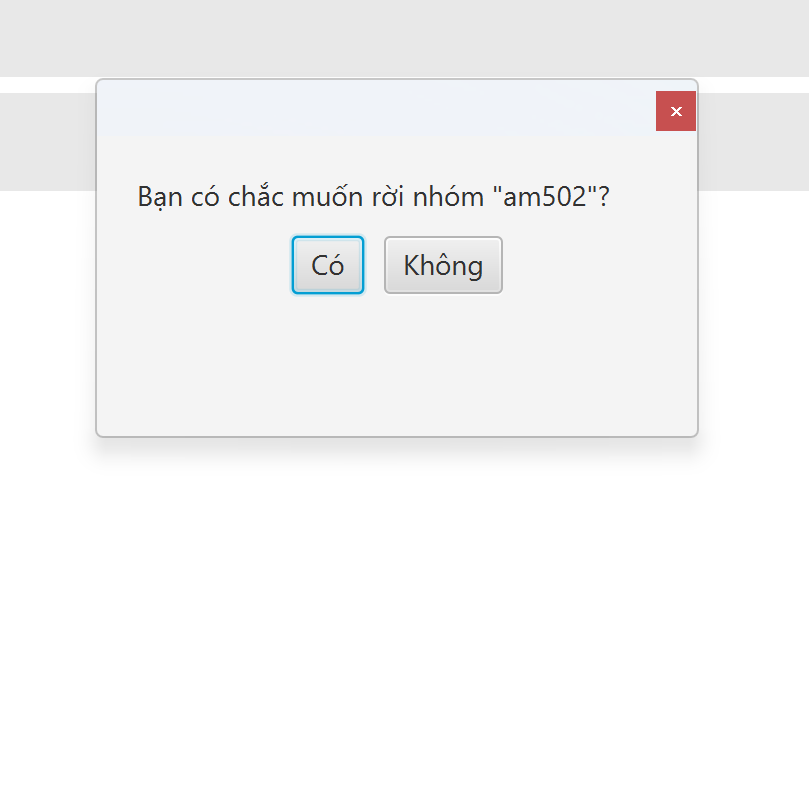 Bạn có chắc muốn rời nhóm "am502"?
Có Không